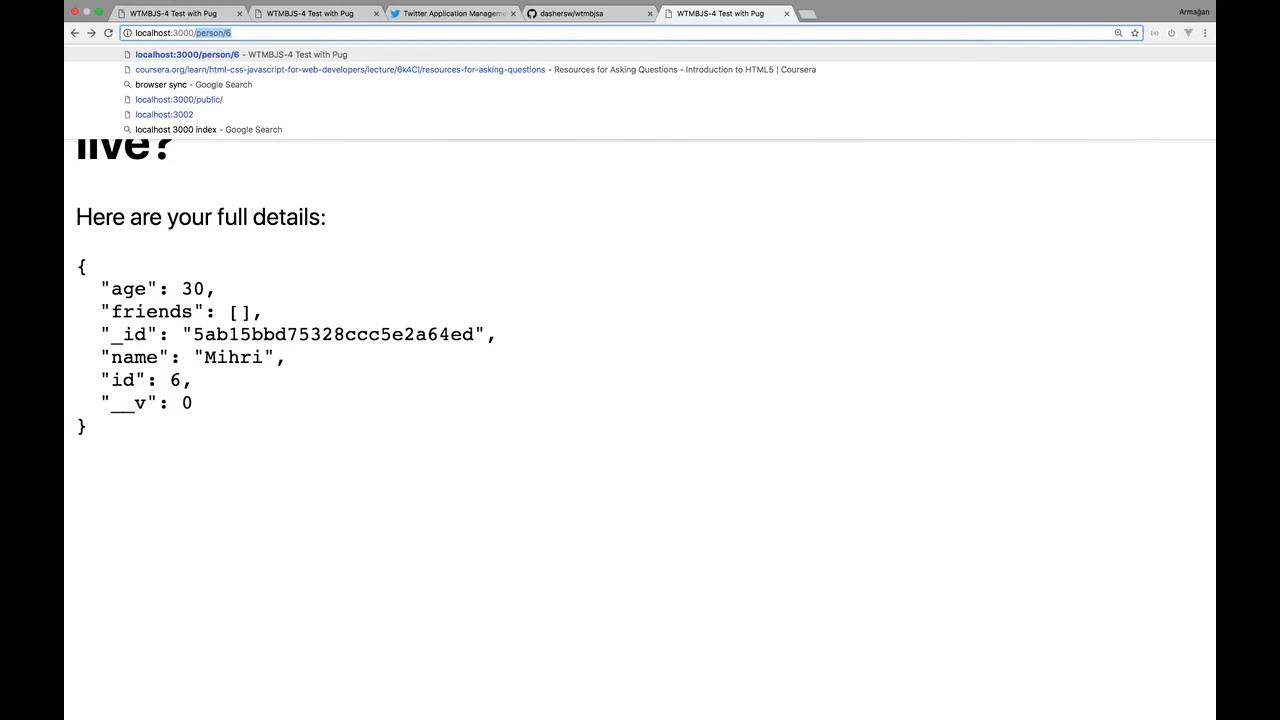 WTMBJS-4 Test with Pug
WTMBJS-4 Test with Pug
Twitter Application Manageme
dashersw/wtmbjsa
WTMBJS-4 Test with Pug
Armağan
localhost:3000/person/6
localhost:3000/person/6 - WTMBJS-4 Test with Pug
coursera.org/learn/html-css-javascript-for-web-developers/lecture/6k4Cl/resources-for-asking-questions - Resources for Asking Questions - Introduction to HTML5 | Coursera
browser sync - Google Search
localhost:3000/public/
localhost:3002
localhost 3000 index - Google Search
live?
Here are your full details:
{
"age": 30,
"friends": [],
"_id": "5ab15bbd75328ccc5e2a64ed",
"name": "Mihri",
"id": 6,
"__v": 0
}